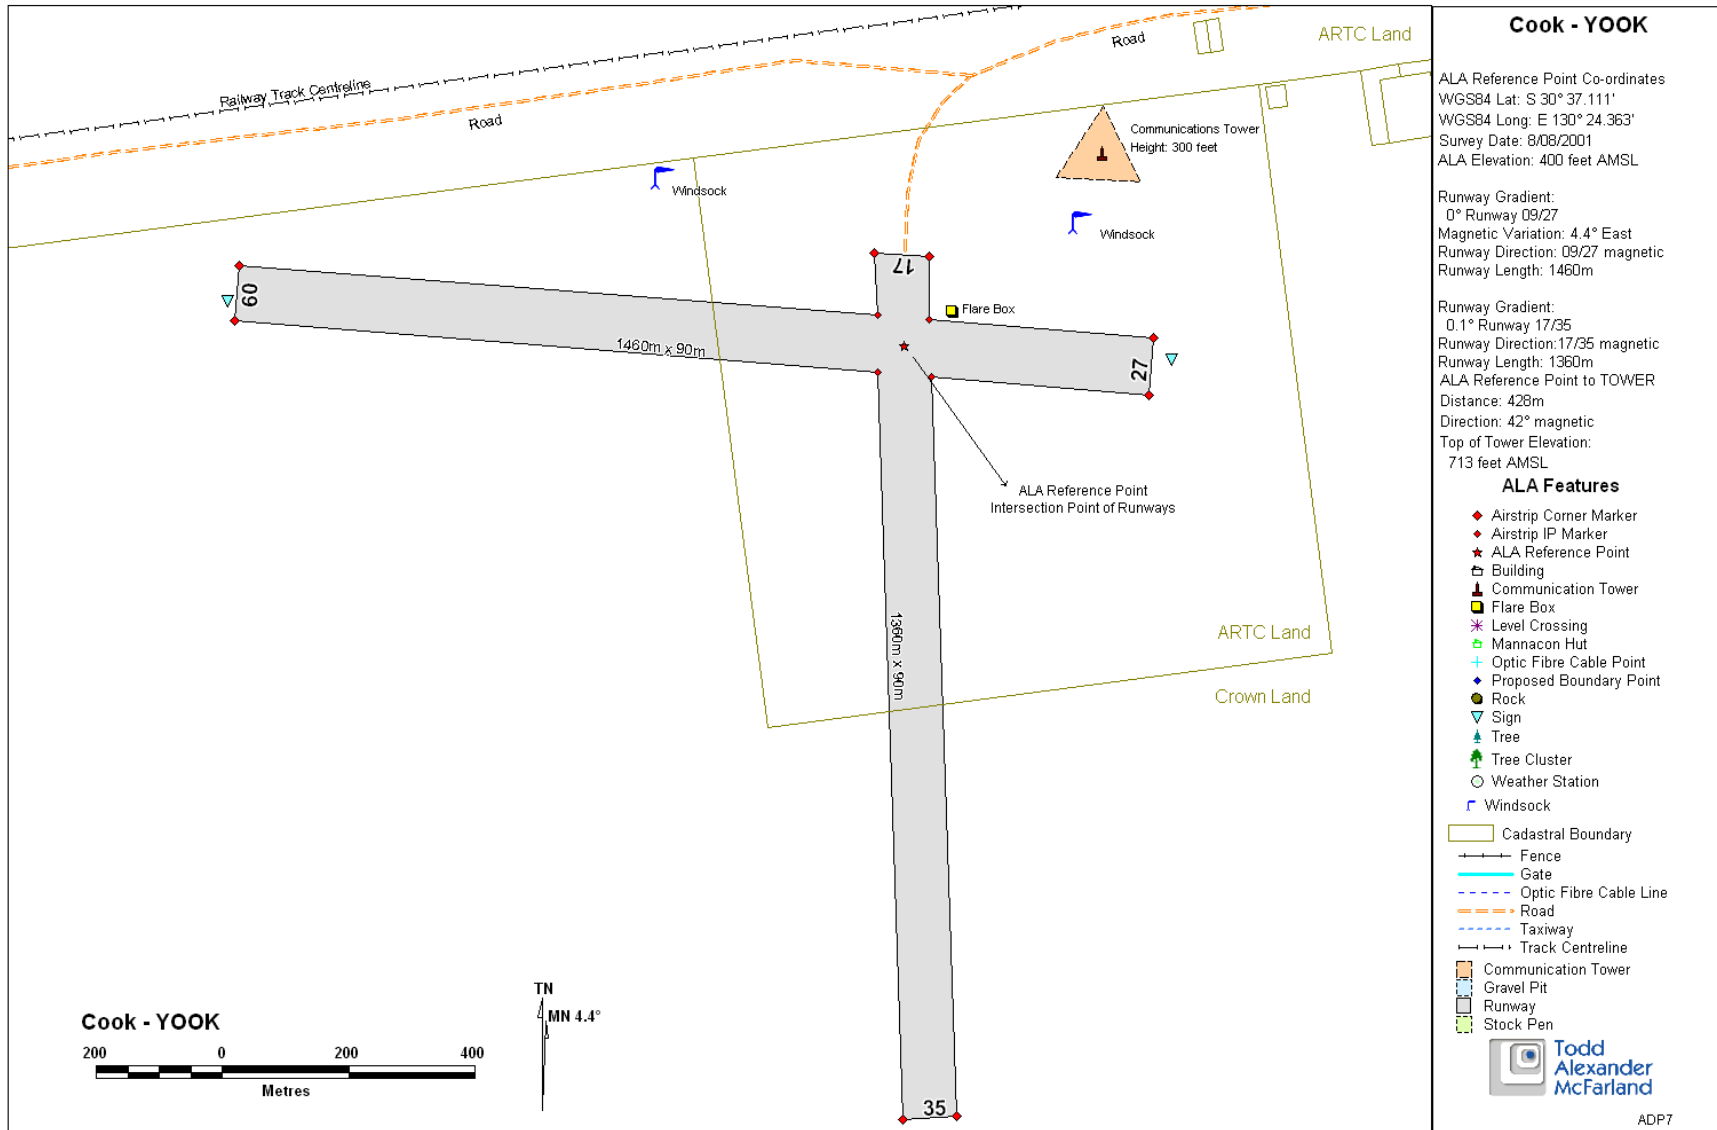 Railway Track Centreline
Road
Road
ARTC Land
Communications Tower
Height: 300 feet
Windsock
Windsock
17
09
Flare Box
1460m x 90m
27
ALA Reference Point
Intersection Point of Runways
1360m x 90m
ARTC Land
Crown Land
35
TN
MN 4.4°
Cook - YOOK
200 0 200 400
Metres
Cook - YOOK
ALA Reference Point Co-ordinates
WGS84 Lat: S 30° 37.111'
WGS84 Long: E 130° 24.363'
Survey Date: 8/08/2001
ALA Elevation: 400 feet AMSL
Runway Gradient:
0° Runway 09/27
Magnetic Variation: 4.4° East
Runway Direction: 09/27 magnetic
Runway Length: 1460m
Runway Gradient:
0.1° Runway 17/35
Runway Direction:17/35 magnetic
Runway Length: 1360m
ALA Reference Point to TOWER
Distance: 428m
Direction: 42° magnetic
Top of Tower Elevation:
713 feet AMSL
ALA Features
Airstrip Corner Marker
Airstrip IP Marker
ALA Reference Point
Building
Communication Tower
Flare Box
Level Crossing
Mannacon Hut
Optic Fibre Cable Point
Proposed Boundary Point
Rock
Sign
Tree
Tree Cluster
Weather Station
Windsock
Cadastral Boundary
Fence
Gate
Optic Fibre Cable Line
Road
Taxiway
Track Centreline
Communication Tower
Gravel Pit
Runway
Stock Pen
Todd
Alexander
McFarland
ADP7